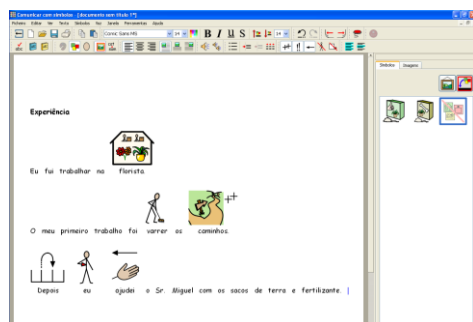 Comunicar com símbolos - [documento sem título 1*]
Ficheiro Editar Ver Texto Símbolos Voz Janela Ferramentas Ajuda
Comic Sans MS
B I U S
Símbolos Imagens
Experiência
Eu fui trabalhar na florista.
O meu primeiro trabalho foi varrer os caminhos.
Depois eu ajudei o Sr. Miguel com os sacos de terra e fertilizante.